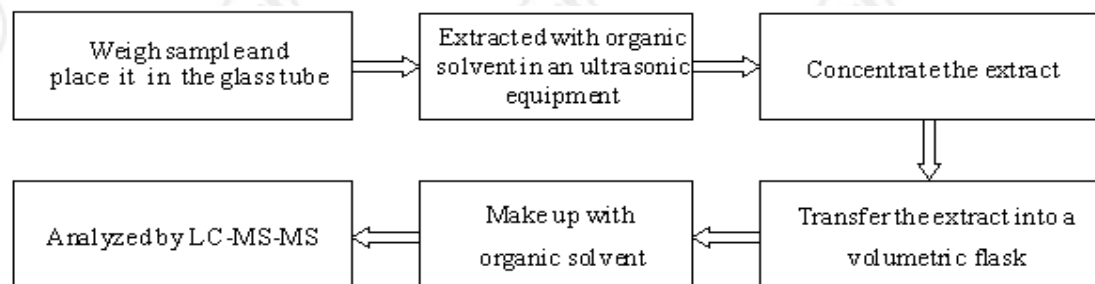 Weigh sample and
place it in the glass tube
Extracted with organic
solvent in an ultrasonic
equipment
Concentrate the extract
Transfer the extract into a
volumetric flask
Make up with
organic solvent
Analyzed by LC-MS-MS